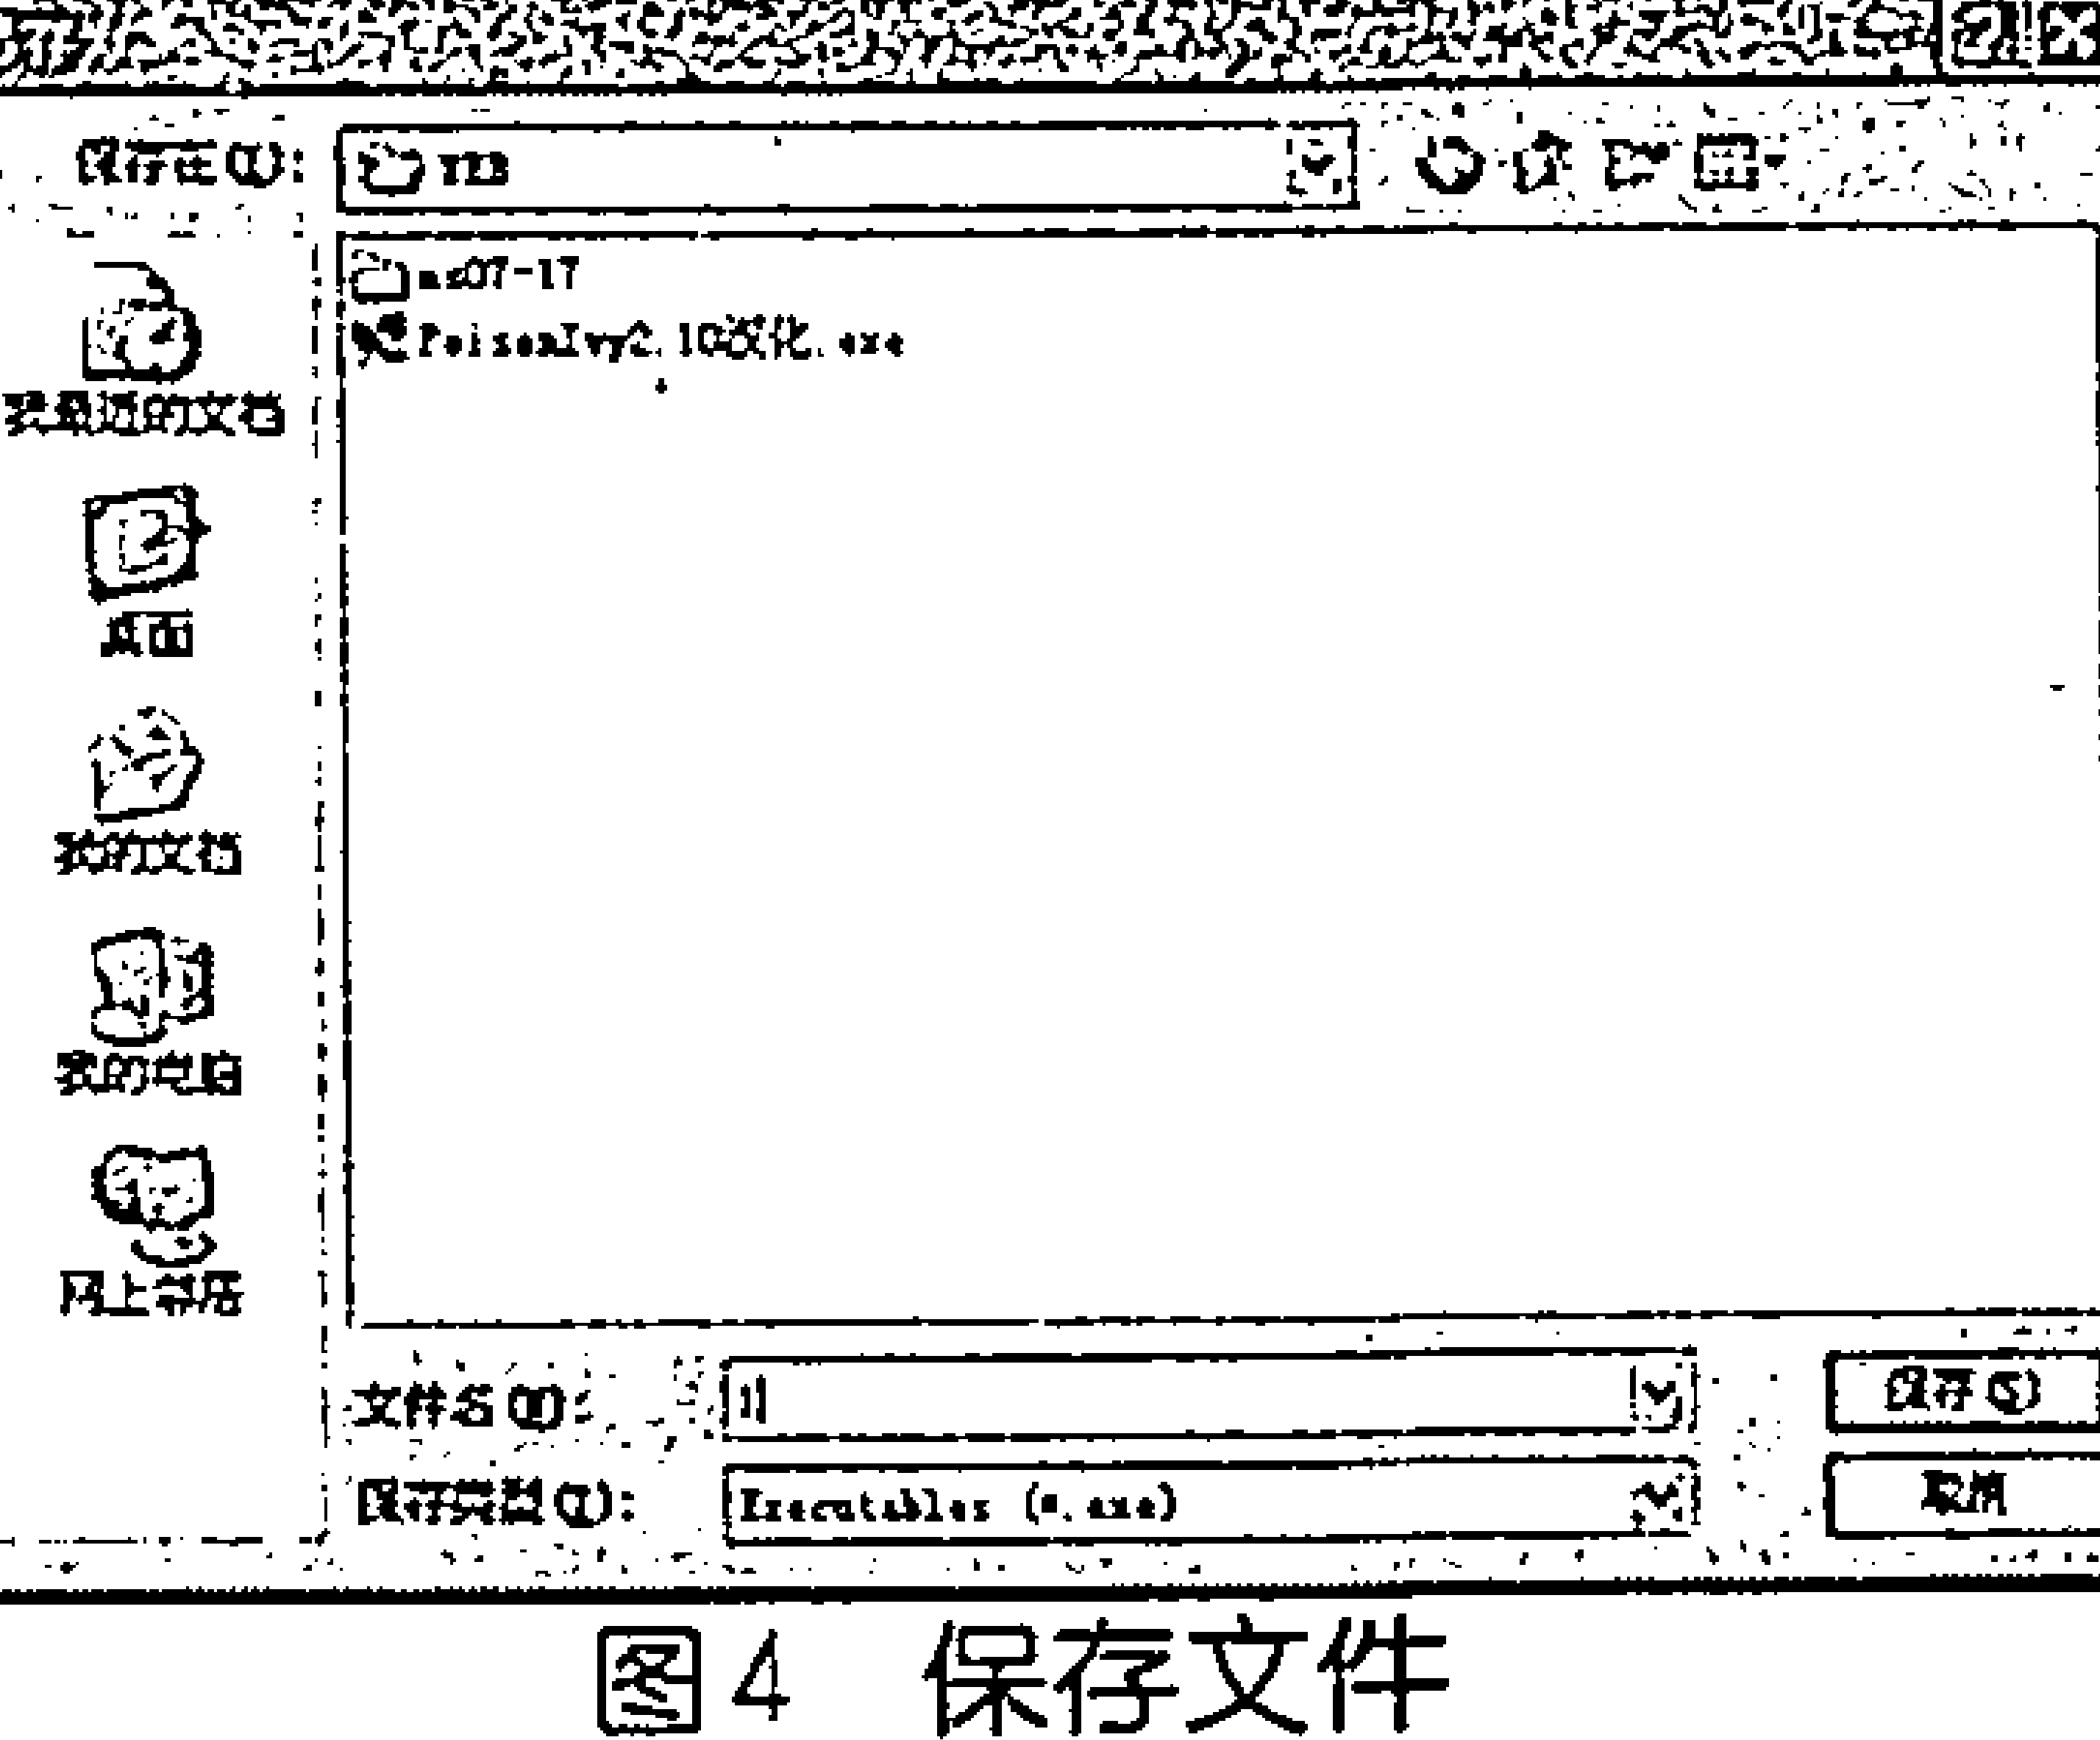 保存在(I):
YEB
ms07-17
PoisonIvy2.10汉化.exe
我最近的文档
桌面
我的文档
我的电脑
网上邻居
文件名(N)
1
保存(S)
保存类型(T):
Executables (*.exe)
取消
图4 保存文件